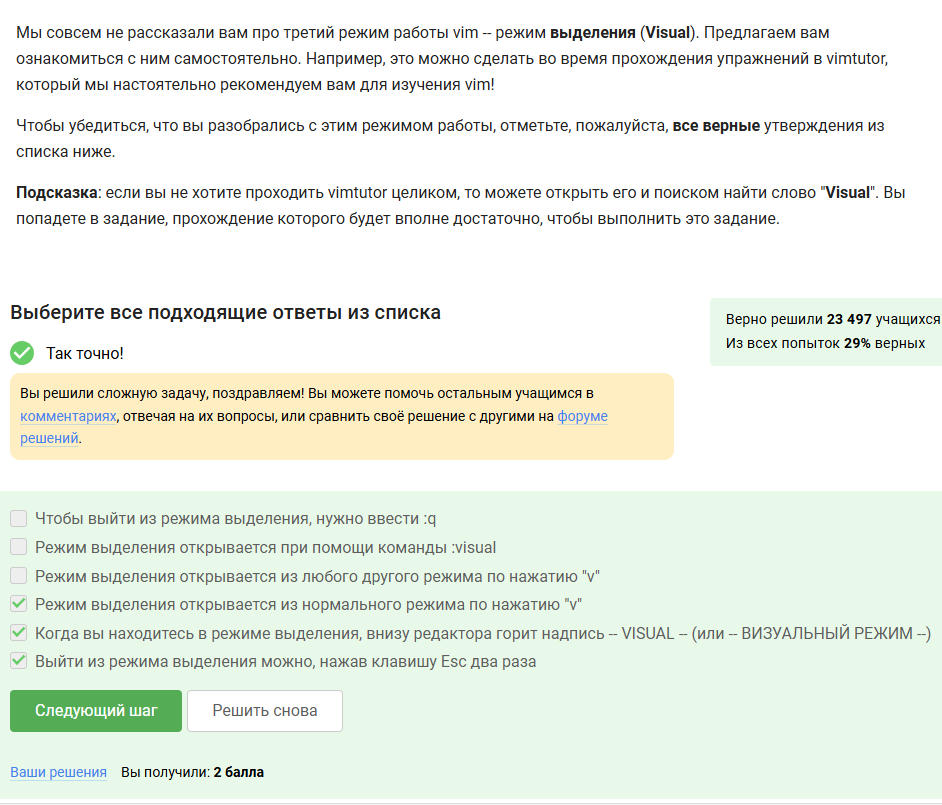 Мы совсем не рассказали вам про третий режим работы vim -- режим выделения (Visual). Предлагаем вам
ознакомиться с ним самостоятельно. Например, это можно сделать во время прохождения упражнений в vimtutor,
который мы настоятельно рекомендуем вам для изучения vim!
Чтобы убедиться, что вы разобрались с этим режимом работы, отметьте, пожалуйста, все верные утверждения из
списка ниже.
Подсказка: если вы не хотите проходить vimtutor целиком, то можете открыть его и поиском найти слово "Visual". Вы
попадете в задание, прохождение которого будет вполне достаточно, чтобы выполнить это задание.
Выберите все подходящие ответы из списка
Верно решили 23 497 учащихся
Из всех попыток 29% верных
Так точно!
Вы решили сложную задачу, поздравляем! Вы можете помочь остальным учащимся в
комментариях, отвечая на их вопросы, или сравнить своё решение с другими на форуме
решений.
Чтобы выйти из режима выделения, нужно ввести :q
Режим выделения открывается при помощи команды :visual
Режим выделения открывается из любого другого режима по нажатию "v"
Режим выделения открывается из нормального режима по нажатию "v"
Когда вы находитесь в режиме выделения, внизу редактора горит надпись -- VISUAL -- (или -- ВИЗУАЛЬНЫЙ РЕЖИМ --)
Выйти из режима выделения можно, нажав клавишу Esc два раза
Следующий шаг
Решить снова
Ваши решения Вы получили: 2 балла